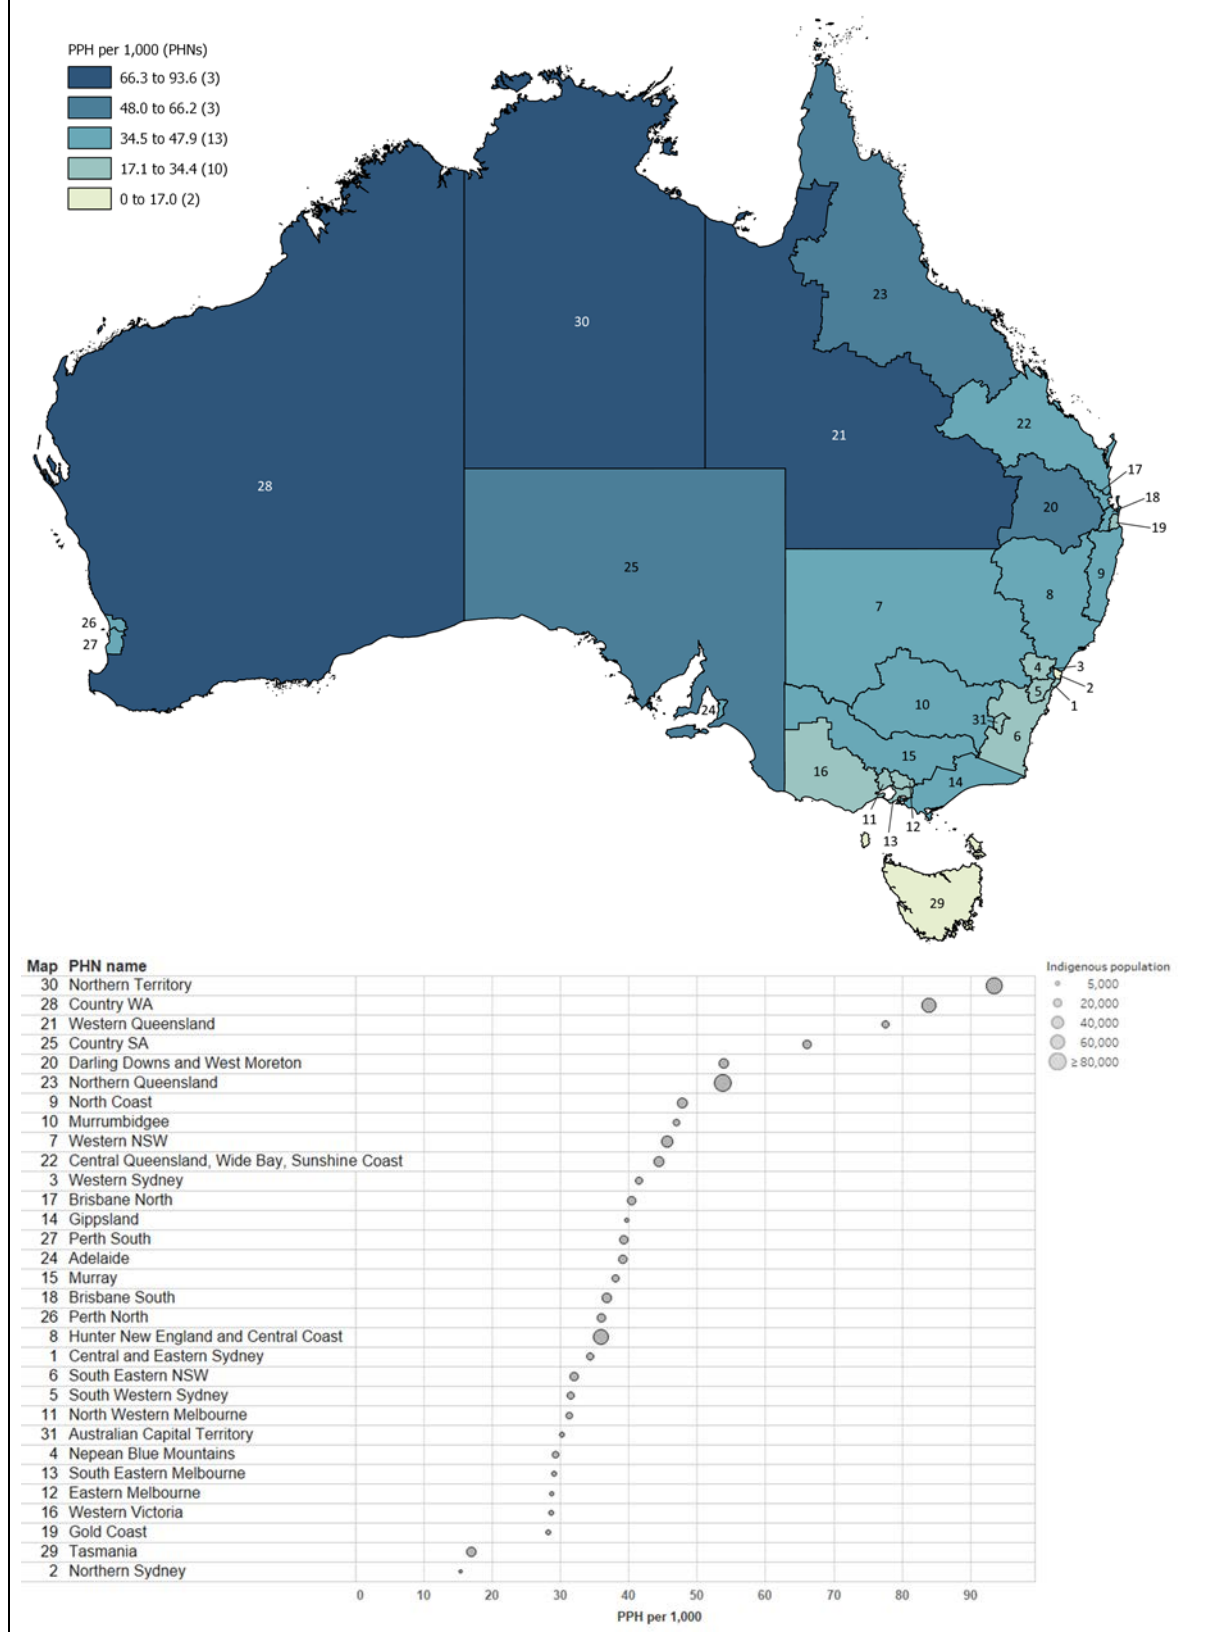 PPH per 1,000 (PHNs)
66.3 to 93.6 (3)
48.0 to 66.2 (3)
34.5 to 47.9 (13)
17.1 to 34.4 (10)
0 to 17.0 (2)
23
30
22
21
17
28
18
20
19
25
9
8
7
26
27
3
4
2
5
1
24
10
31
6
15
16
14
11
12
13
29
Map PHN name
Indigenous population
30 Northern Territory
5,000
28 Country WA
20,000
21 Western Queensland
40,000
25 Country SA
60,000
20 Darling Downs and West Moreton
≥ 80,000
23 Northern Queensland
9 North Coast
10 Murrumbidgee
7 Western NSW
22 Central Queensland, Wide Bay, Sunshine Coast
3 Western Sydney
17 Brisbane North
14 Gippsland
27 Perth South
24 Adelaide
15 Murray
18 Brisbane South
26 Perth North
8 Hunter New England and Central Coast
1 Central and Eastern Sydney
6 South Eastern NSW
5 South Western Sydney
11 North Western Melbourne
31 Australian Capital Territory
4 Nepean Blue Mountains
13 South Eastern Melbourne
12 Eastern Melbourne
16 Western Victoria
19 Gold Coast
29 Tasmania
2 Northern Sydney
0 10 20 30 40 50 60 70 80 90
PPH per 1,000